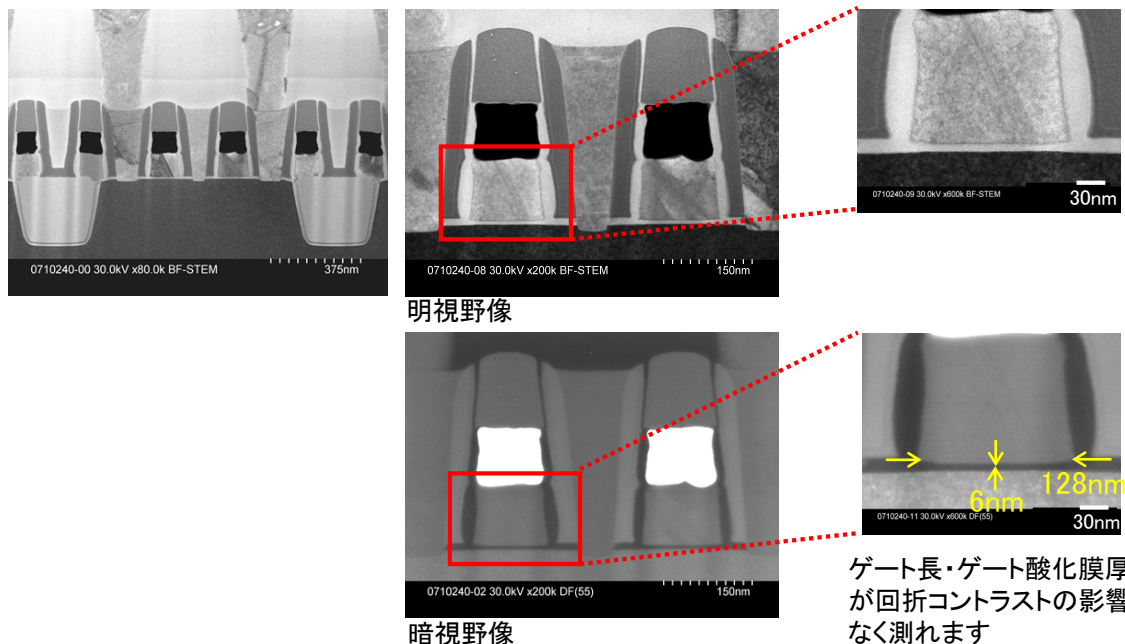 0710240-00 30.0kV x80.0k BF-STEM
375nm
0710240-08 30.0kV x200k BF-STEM
150nm
0710240-09 30.0kV x600k BF-STEM
30nm
明視野像
0710240-02 30.0kV x200k DF(55)
150nm
128nm
6nm
0710240-11 30.0kV x600k DF(55)
30nm
暗視野像
ゲート長・ゲート酸化膜厚
が回折コントラストの影響
なく測れます